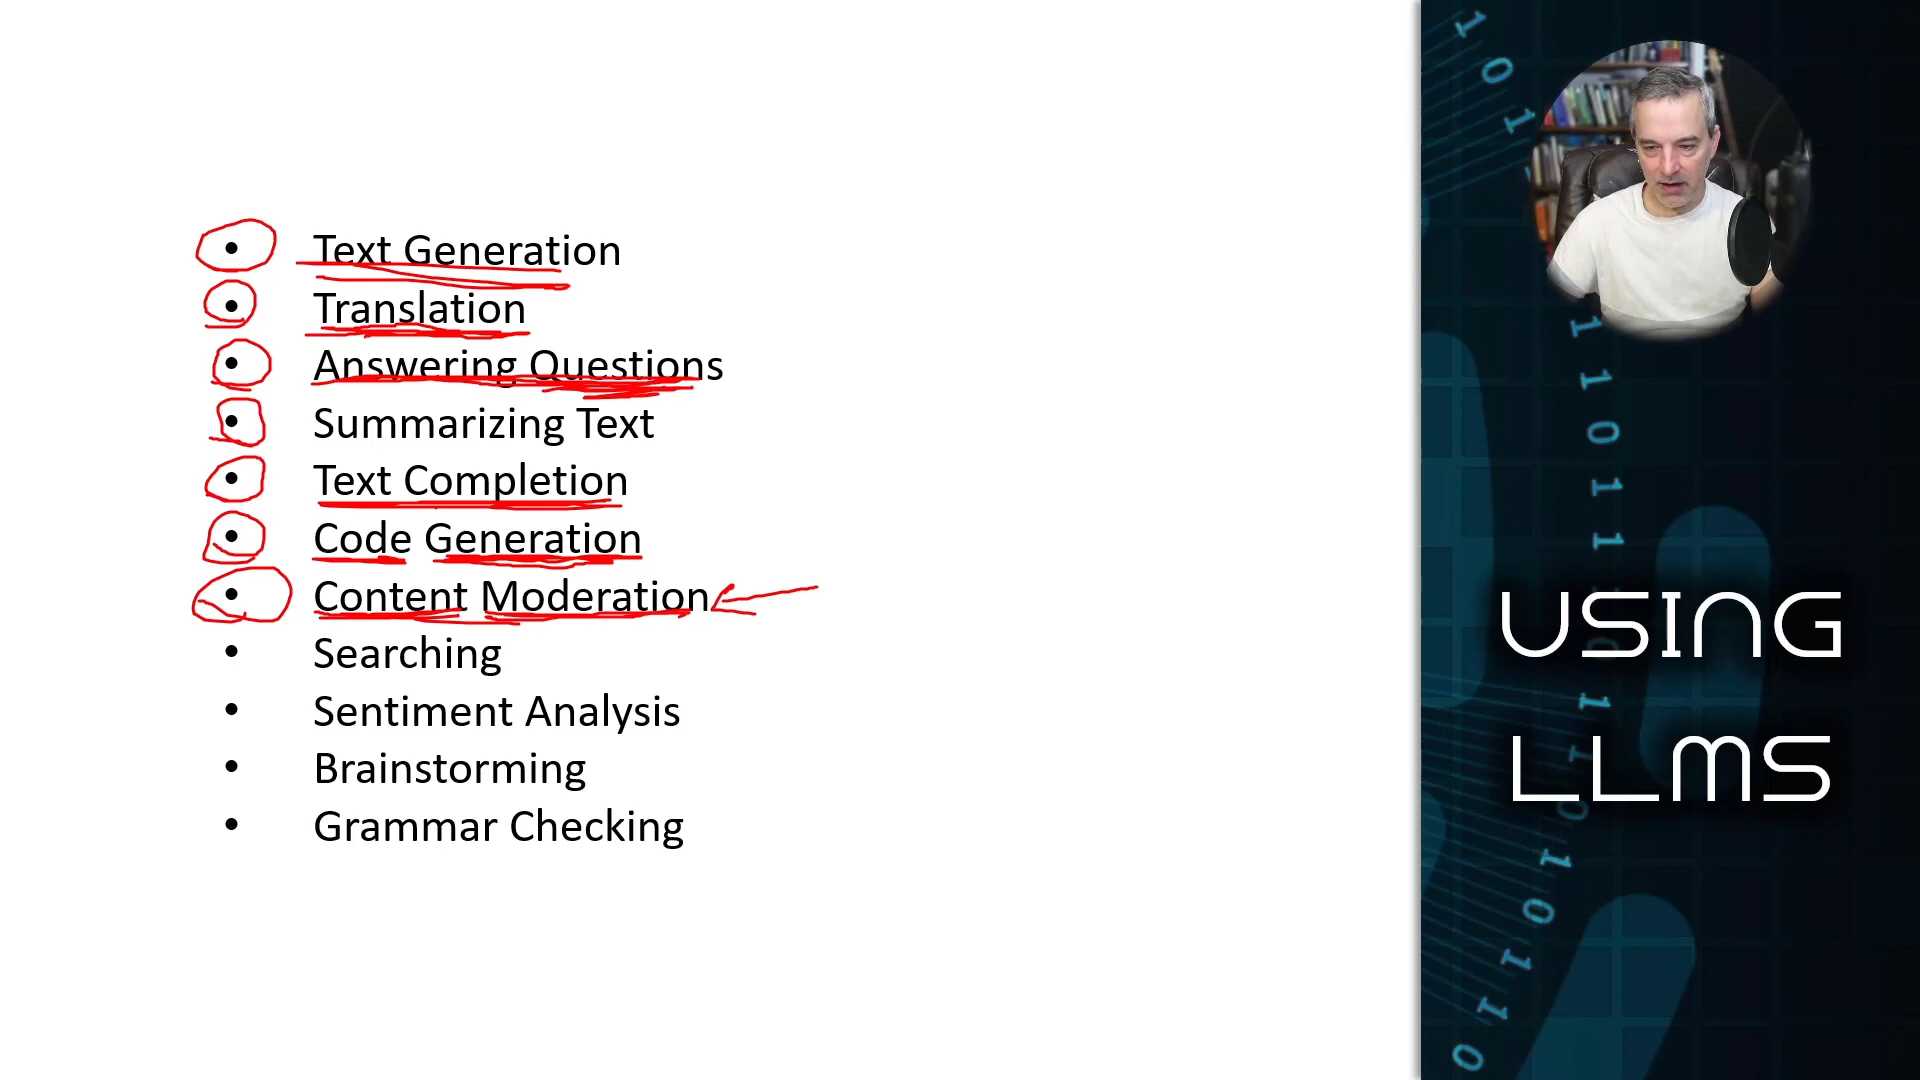 • Text Generation
• Translation
• Answering Questions
• Summarizing Text
• Text Completion
• Code Generation
• Content Moderation
• Searching
• Sentiment Analysis
• Brainstorming
• Grammar Checking
USING
LLMS